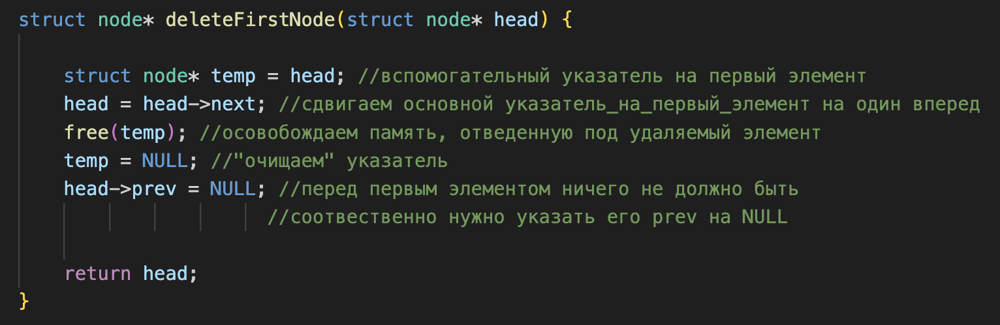 struct node* deleteFirstNode(struct node* head) {
struct node* temp = head; //вспомогательный указатель на первый элемент
head = head->next; //сдвигаем основной указатель_на_первый_элемент на один вперед
free(temp); //осовобождаем память, отведенную под удаляемый элемент
temp = NULL; //"очищаем" указатель
head->prev = NULL; //перед первым элементом ничего не должно быть
//соотвественно нужно указать его prev на NULL
return head;
}